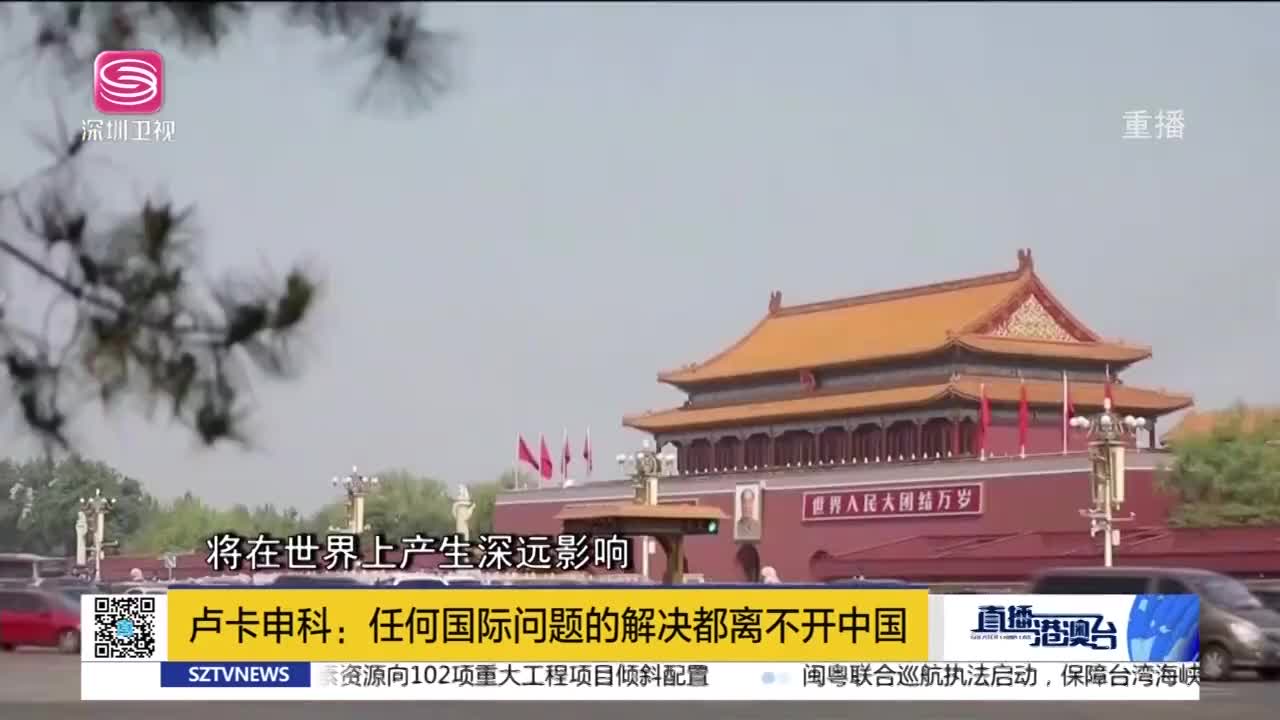 深圳卫视
重播
世界人民大团结万岁
将在世界上产生深远影响
卢卡申科：任何国际问题的解决都离不开中国
直播港澳台
GREATER CHINA LIVE
SZTVNEWS
资源向102项重大工程项目倾斜配置
闽粤联合巡航执法启动，保障台湾海峡